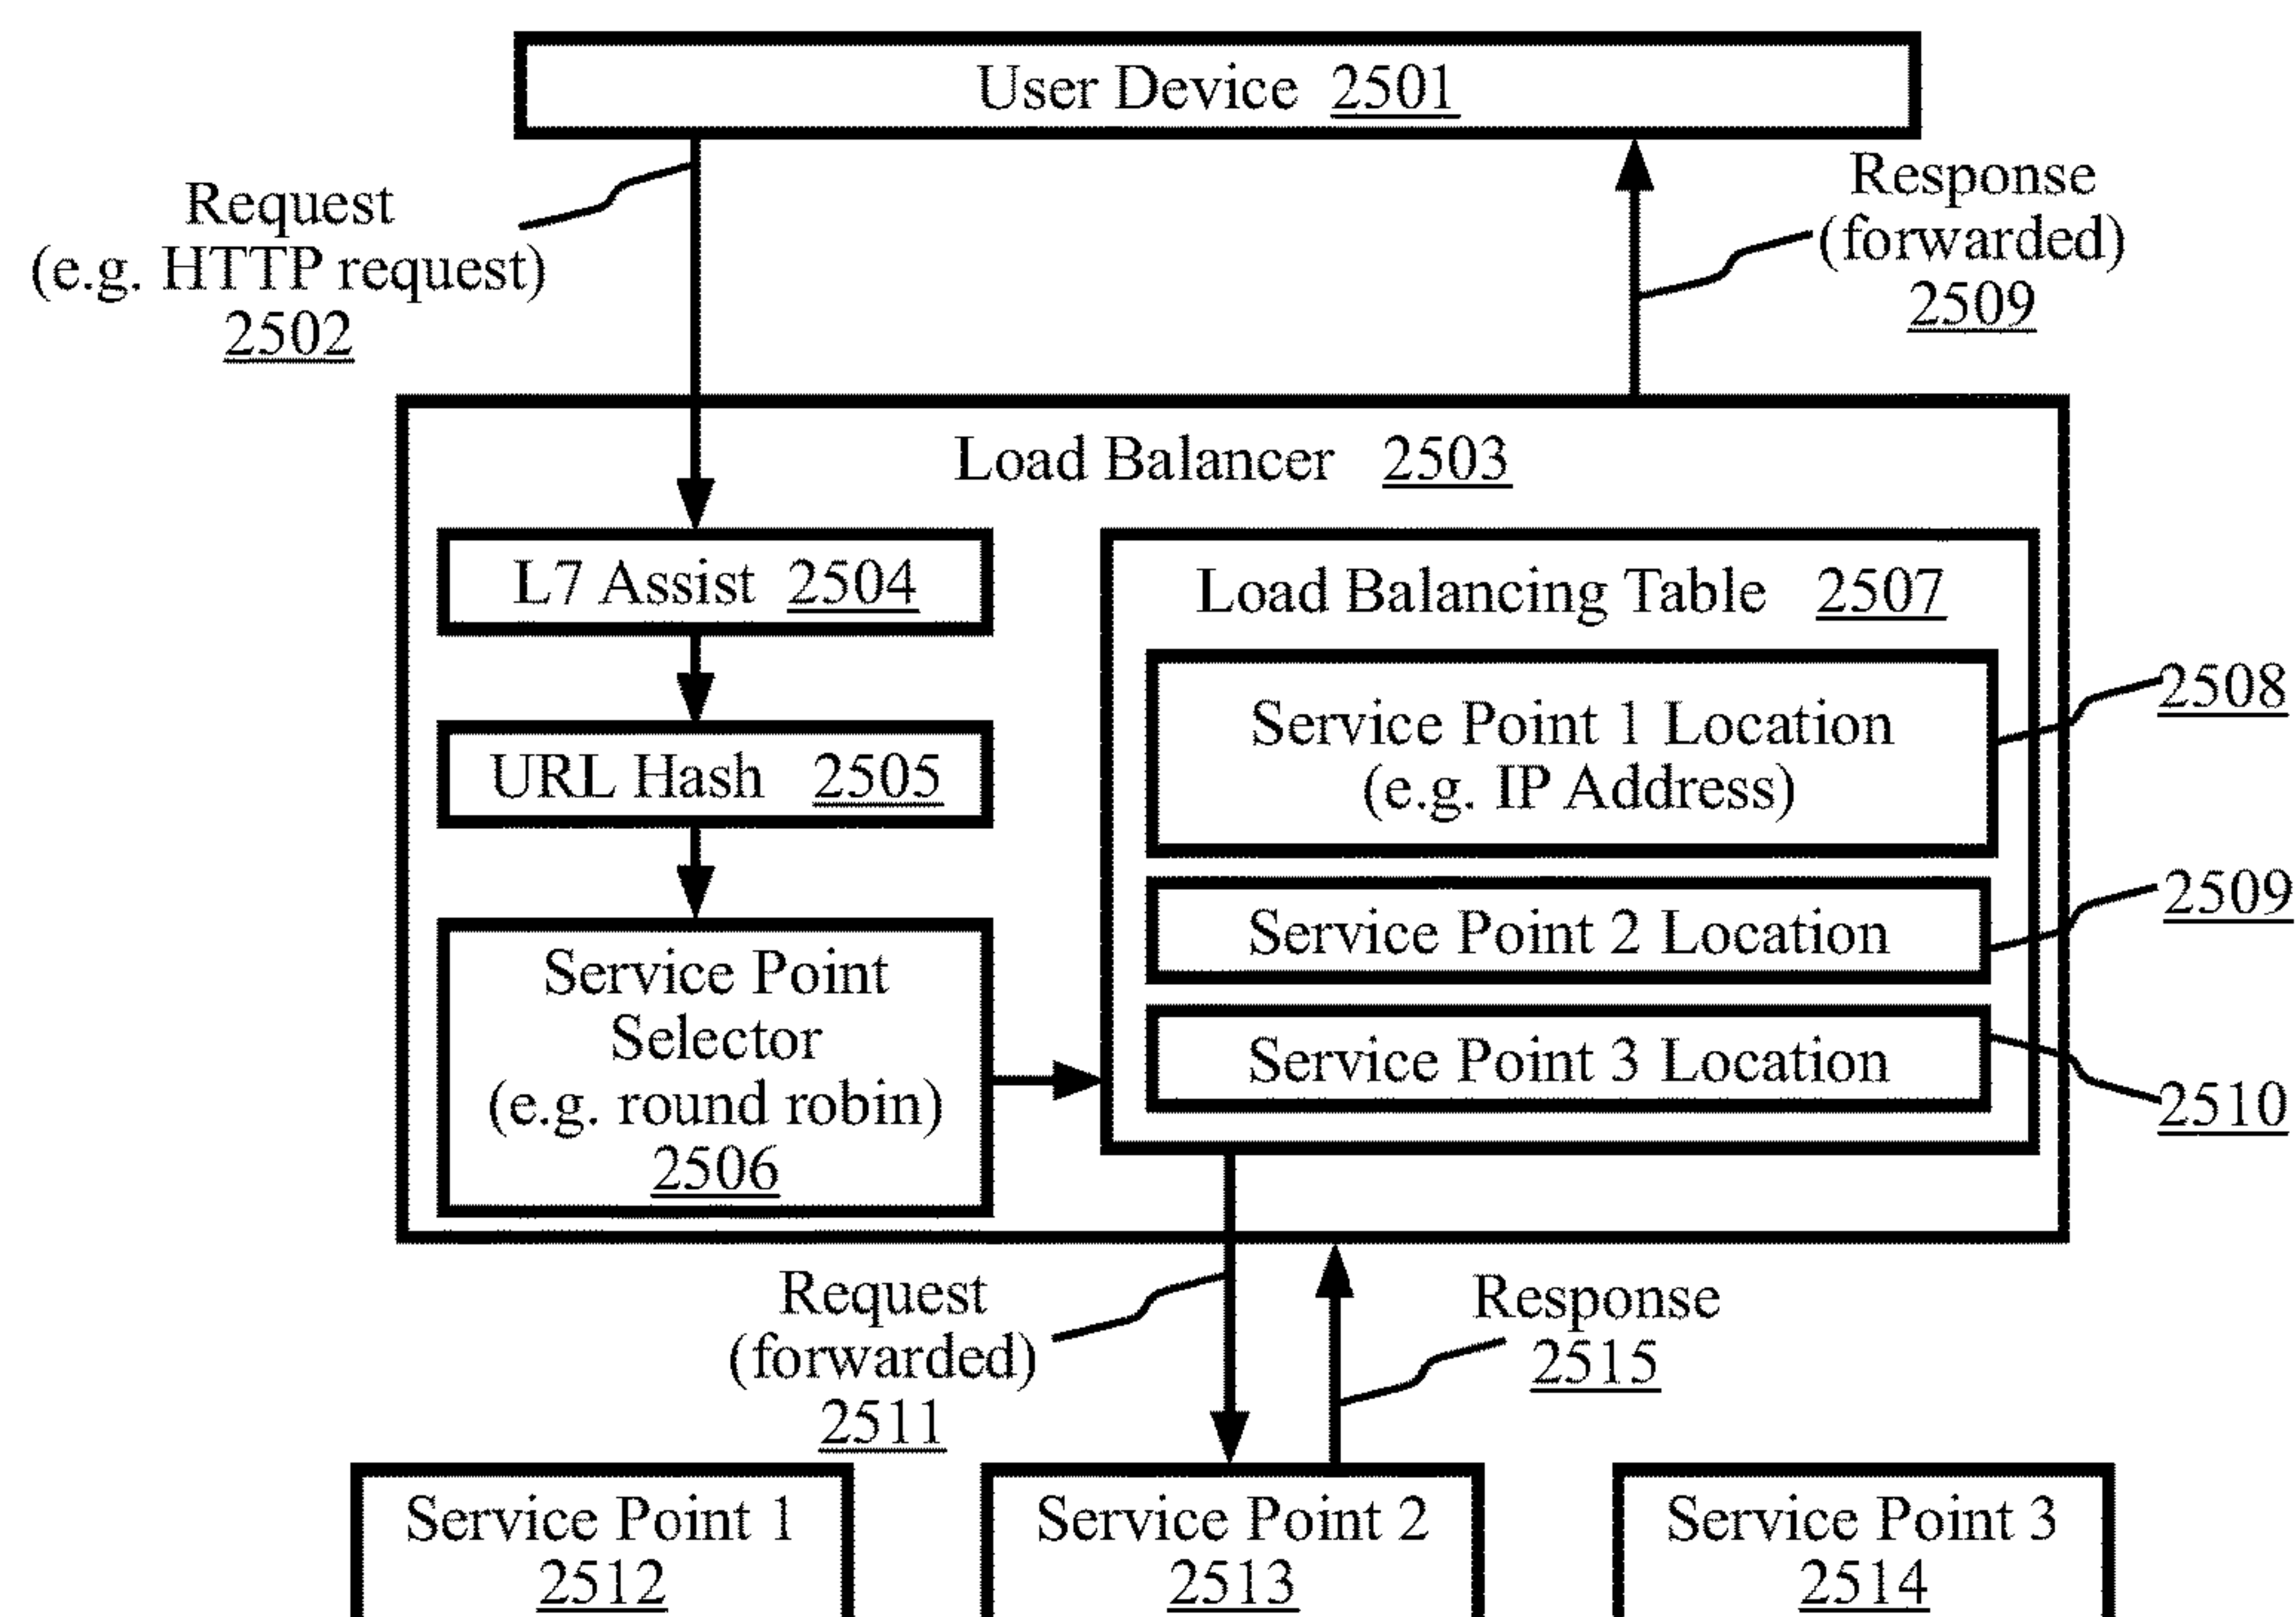 User Device 2501
Request
(e.g. HTTP request)
2502
Response
(forwarded)
2509
Load Balancer 2503
L7 Assist 2504
URL Hash 2505
Service Point
Selector
(e.g. round robin)
2506
Load Balancing Table 2507
Service Point 1 Location
(e.g. IP Address)
2508
Service Point 2 Location
2509
Service Point 3 Location
2510
Request
(forwarded)
2511
Response
2515
Service Point 1
2512
Service Point 2
2513
Service Point 3
2514